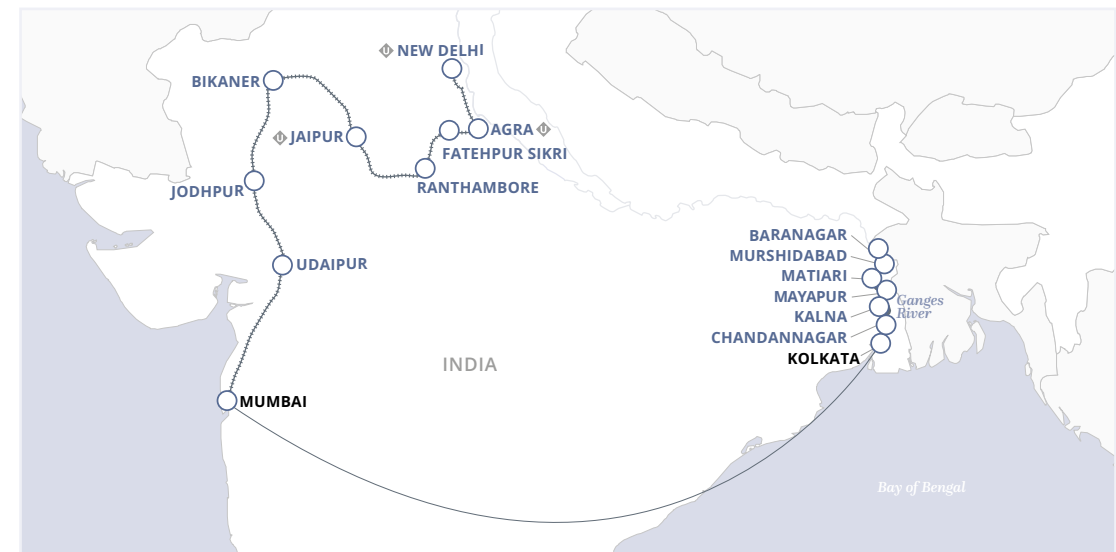 NEW DELHI
BIKANER
JAIPUR
AGRA
FATEHPUR SIKRI
RANTHAMBORE
JODHPUR
UDAIPUR
BARANAGAR
MURSHIDABAD
MATIARI
MAYAPUR
Ganges
River
KALNA
CHANDANNAGAR
KOLKATA
INDIA
MUMBAI
Bay of Bengal